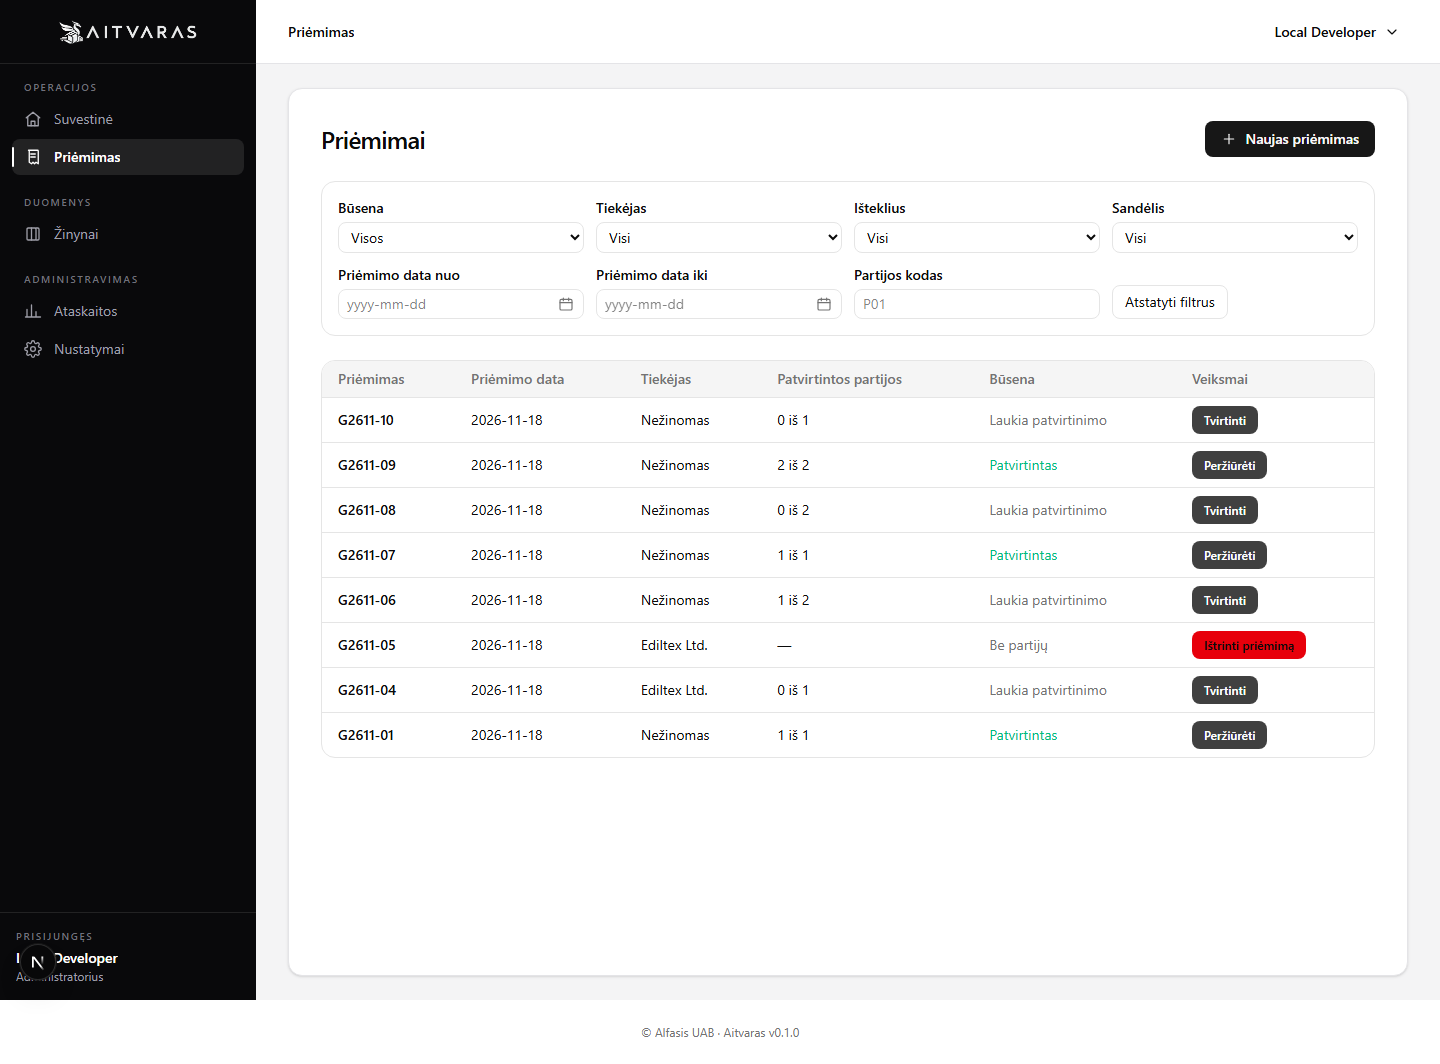 AITVARAS
Priėmimas
Local Developer
OPERACIJOS
Suvestinė
Priėmimas
DUOMENYS
Žinynai
ADMINISTRAVIMAS
Ataskaitos
Nustatymai
Priėmimai
Naujas priėmimas
Būsena Tiekėjas Išteklius Sandėlis
Visos Visi Visi Visi
Priėmimo data nuo Priėmimo data iki Partijos kodas
yyyy-mm-dd yyyy-mm-dd P01 Atstatyti filtrus
Priėmimas Priėmimo data Tiekėjas Patvirtintos partijos Būsena Veiksmai
G2611-10 2026-11-18 Nežinomas 0 iš 1 Laukia patvirtinimo Tvirtinti
G2611-09 2026-11-18 Nežinomas 2 iš 2 Patvirtintas Peržiūrėti
G2611-08 2026-11-18 Nežinomas 0 iš 2 Laukia patvirtinimo Tvirtinti
G2611-07 2026-11-18 Nežinomas 1 iš 1 Patvirtintas Peržiūrėti
G2611-06 2026-11-18 Nežinomas 1 iš 2 Laukia patvirtinimo Tvirtinti
G2611-05 2026-11-18 Ediltex Ltd. — Be partijų Ištrinti priėmimą
G2611-04 2026-11-18 Ediltex Ltd. 0 iš 1 Laukia patvirtinimo Tvirtinti
G2611-01 2026-11-18 Nežinomas 1 iš 1 Patvirtintas Peržiūrėti
PRISIJUNGĘS
N
Developer
© Alfasis UAB · Aitvaras v0.1.0